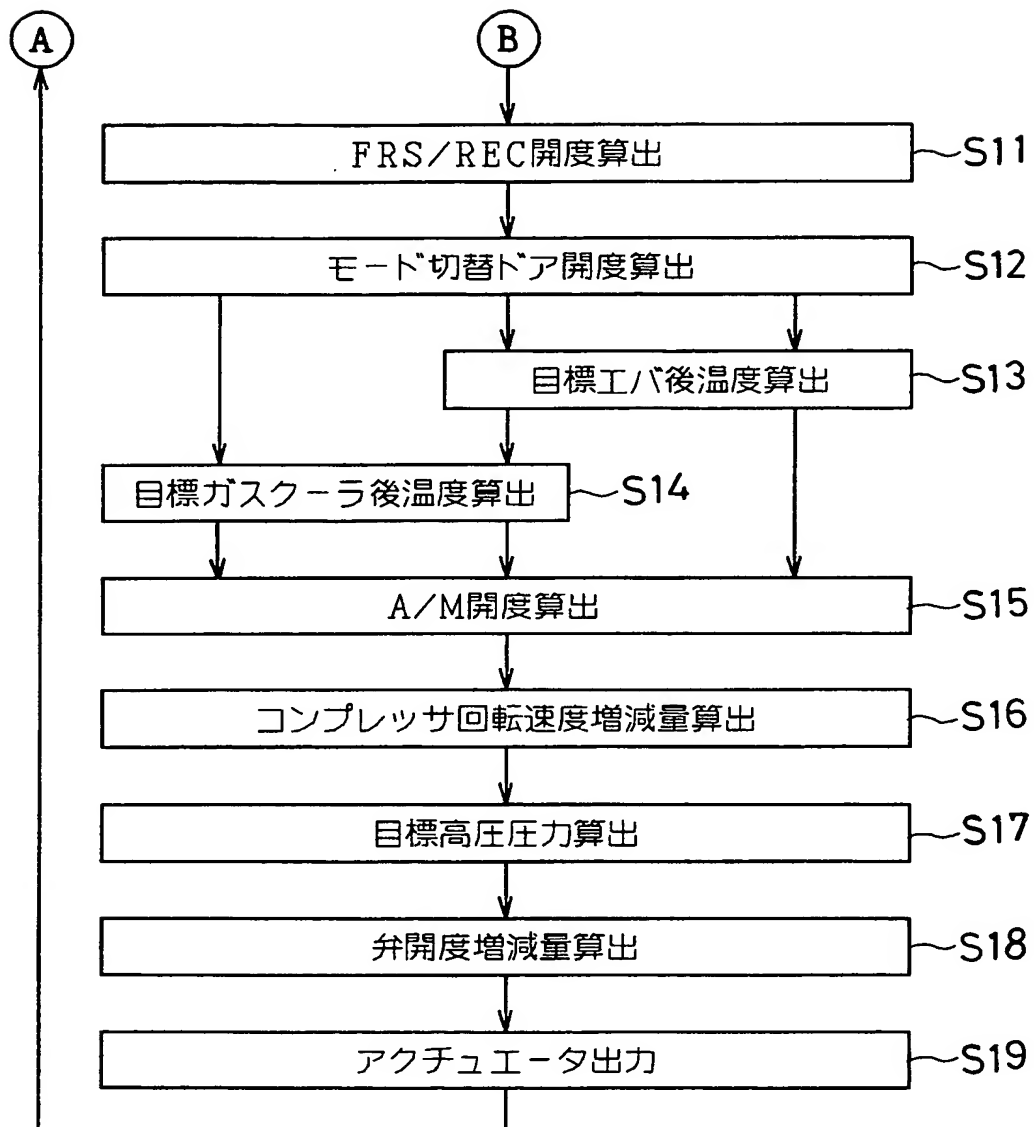 A
B
FRS/REC開度算出
S11
モード切替ドア開度算出
S12
目標エバ後温度算出
S13
目標ガスクーラ後温度算出
S14
A/M開度算出
S15
コンプレッサ回転速度増減量算出
S16
目標高圧圧力算出
S17
弁開度増減量算出
S18
アクチュエータ出力
S19